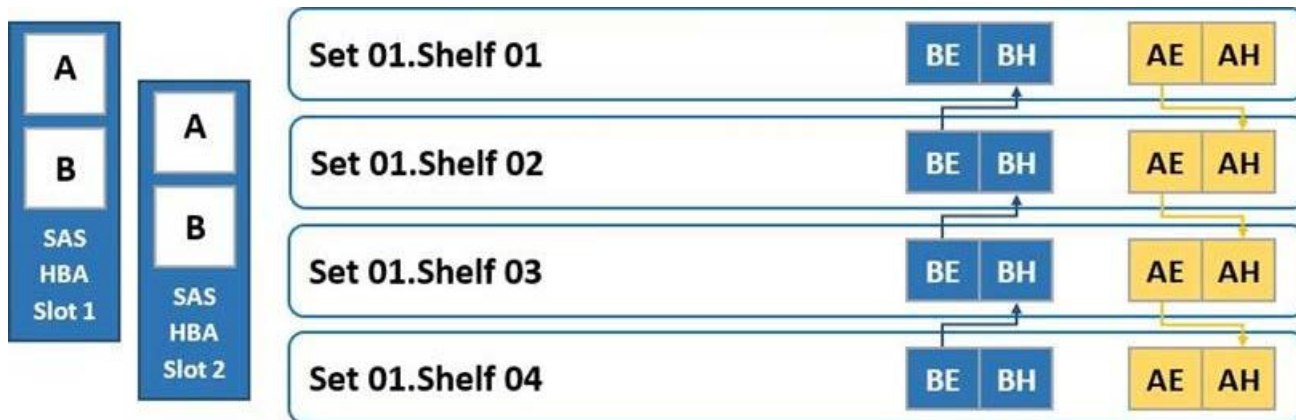 A
B
SAS
HBA
Slot 1
A
B
SAS
HBA
Slot 2
Set 01.Shelf 01 BE BH AE AH
Set 01.Shelf 02 BE BH AE AH
Set 01.Shelf 03 BE BH AE AH
Set 01.Shelf 04 BE BH AE AH